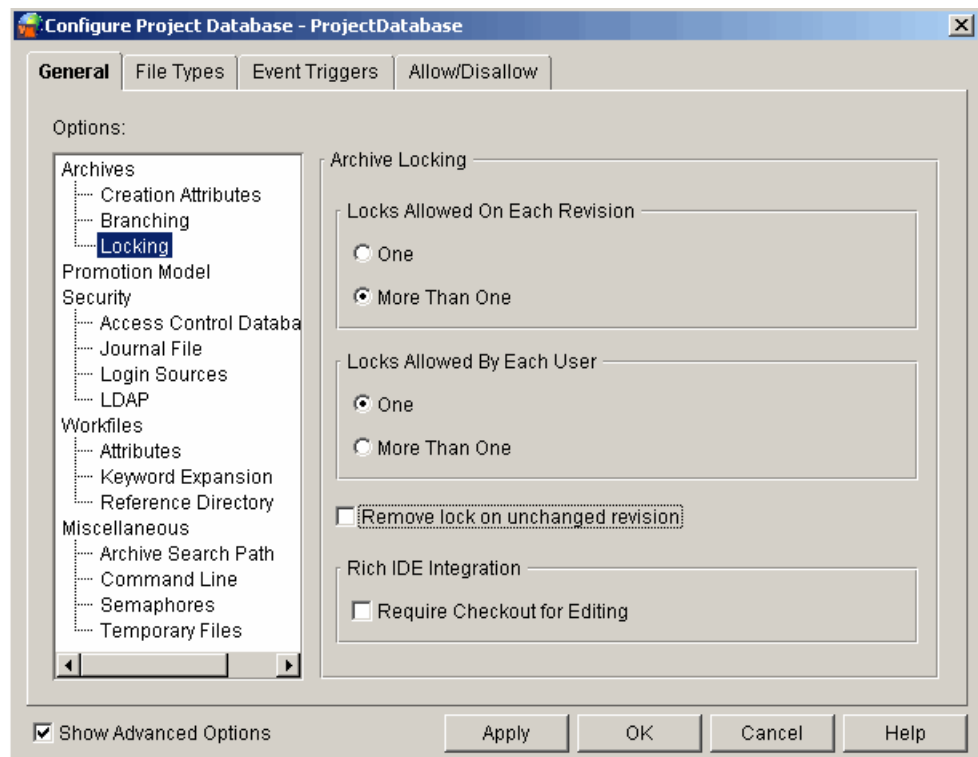 Configure Project Database - ProjectDatabase
General
File Types
Event Triggers
Allow/Disallow
Options:
Archives
Creation Attributes
Branching
Locking
Promotion Model
Security
Access Control Databa
Journal File
Login Sources
LDAP
Workfiles
Attributes
Keyword Expansion
Reference Directory
Miscellaneous
Archive Search Path
Command Line
Semaphores
Temporary Files
Archive Locking
Locks Allowed On Each Revision
One
More Than One
Locks Allowed By Each User
One
More Than One
Remove lock on unchanged revision
Rich IDE Integration
Require Checkout for Editing
Show Advanced Options
Apply
OK
Cancel
Help